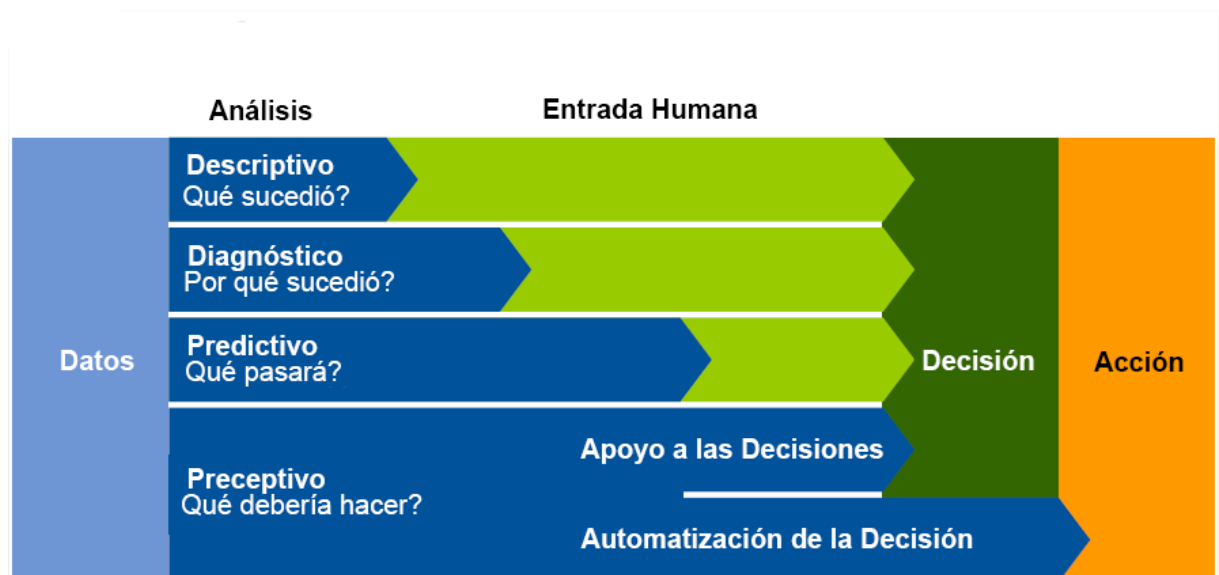 Análisis
Entrada Humana
Descriptivo
Qué sucedió?
Diagnóstico
Por qué sucedió?
Predictivo
Qué pasará?
Datos
Decisión
Acción
Apoyo a las Decisiones
Preceptivo
Qué debería hacer?
Automatización de la Decisión